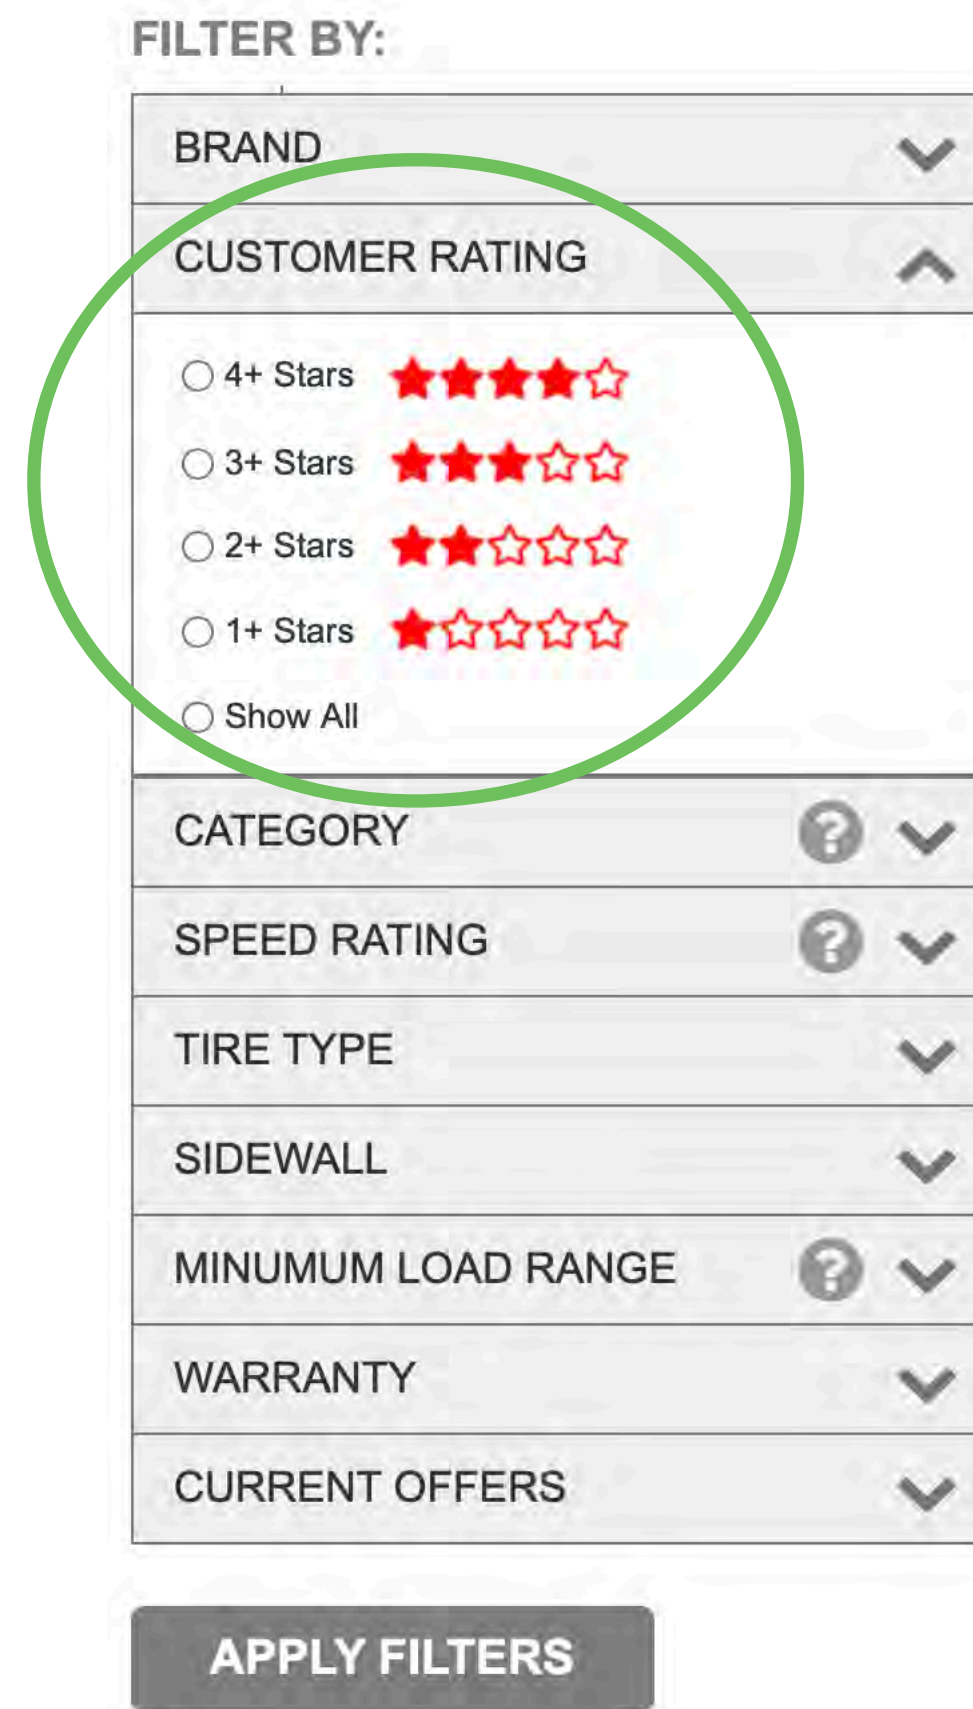 FILTER BY:
BRAND
CUSTOMER RATING
4+ Stars
3+ Stars
2+ Stars
1+ Stars
Show All
CATEGORY
SPEED RATING
TIRE TYPE
SIDEWALL
MINUMUM LOAD RANGE
WARRANTY
CURRENT OFFERS
APPLY FILTERS